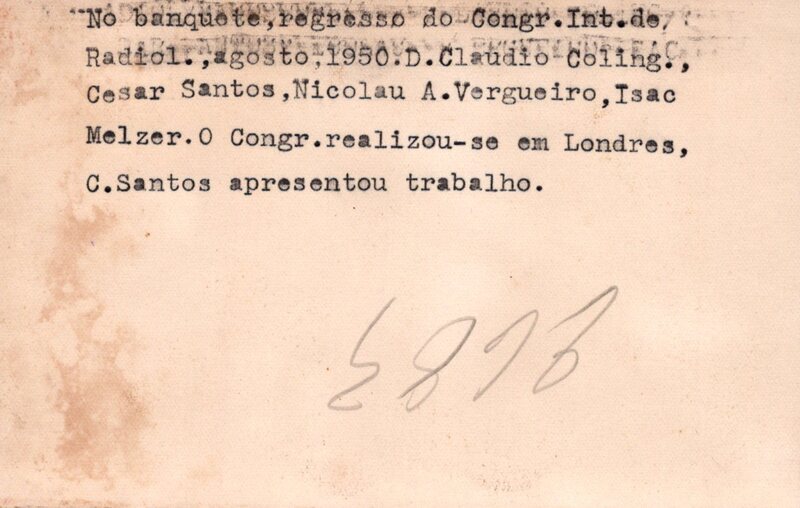 No banquete,regresso do Congr.Int.de
Radiol.,agosto,1950.D.Claudio Coling.,
Cesar Santos,Nicolau A.Vergueiro,Isac
Melzer.O Congr.realizou-se em Londres,
C.Santos apresentou trabalho.